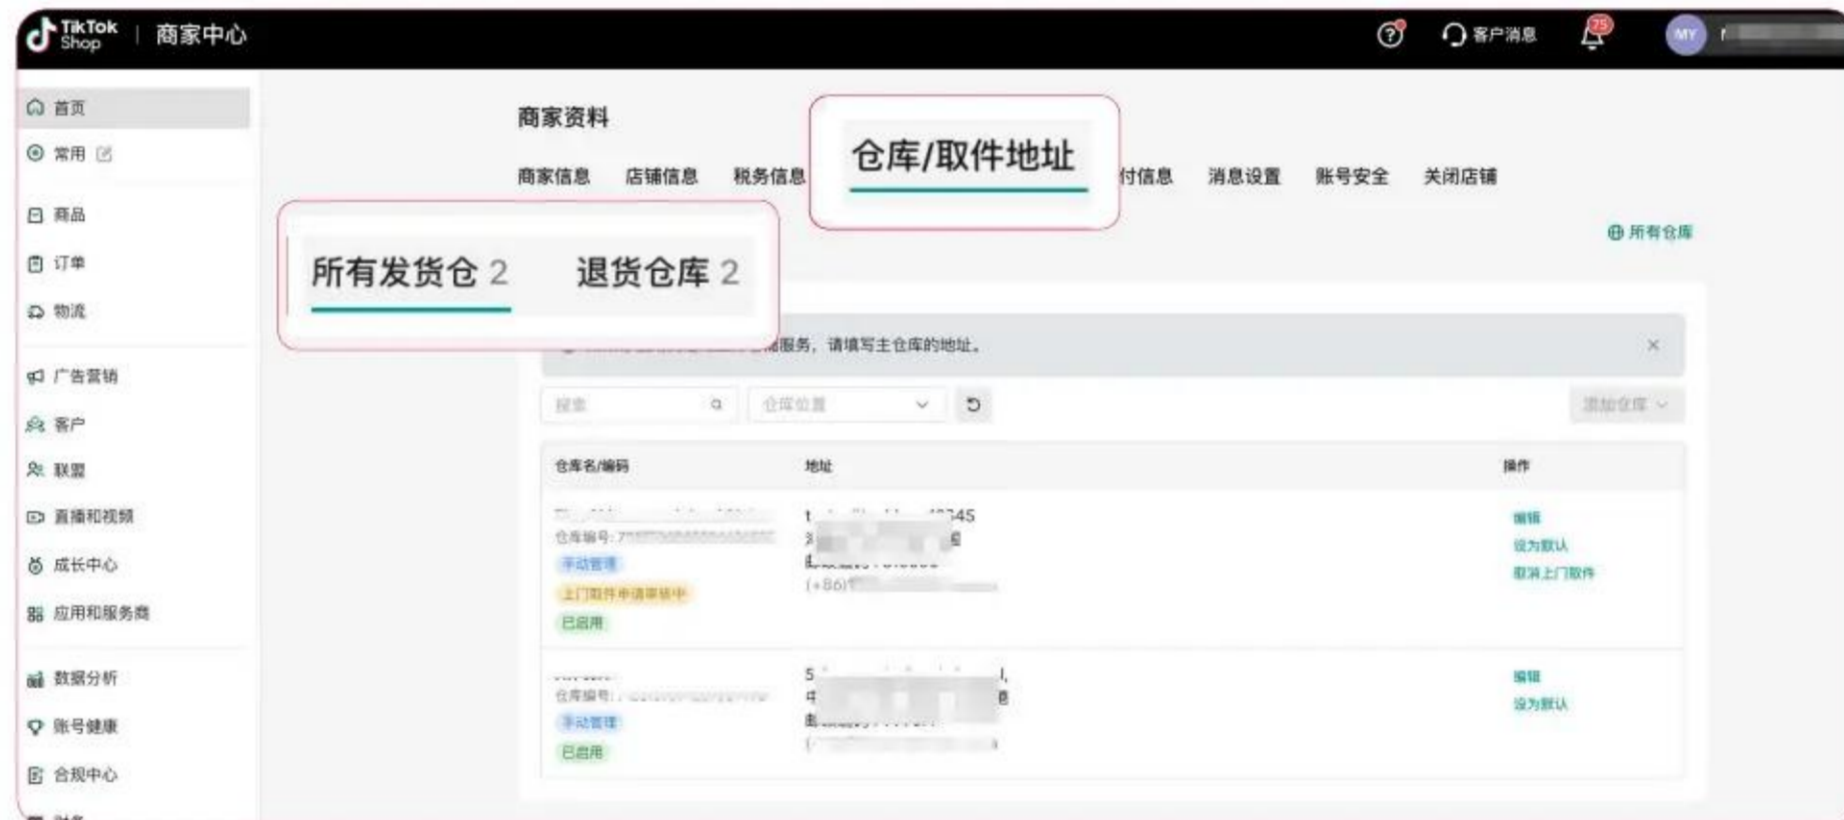 TikTok Shop | 商家中心
客户消息
75
MY
首页
常用
商品
订单
物流
广告营销
客户
联盟
直播和视频
成长中心
应用和服务商
数据分析
账号健康
合规中心
商家资料
商家信息 店铺信息 税务信息 仓库/取件地址 付信息 消息设置 账号安全 关闭店铺
所有仓库
所有发货仓 2 退货仓库 2
服务，请填写主仓库的地址。
搜索 仓库位置 添加仓库
仓库名/编码 地址 操作
仓库编号:
手动管理
上门取件申请审核中
已启用
(+86)
编辑
设为默认
取消上门取件
仓库编号:
手动管理
已启用
编辑
设为默认